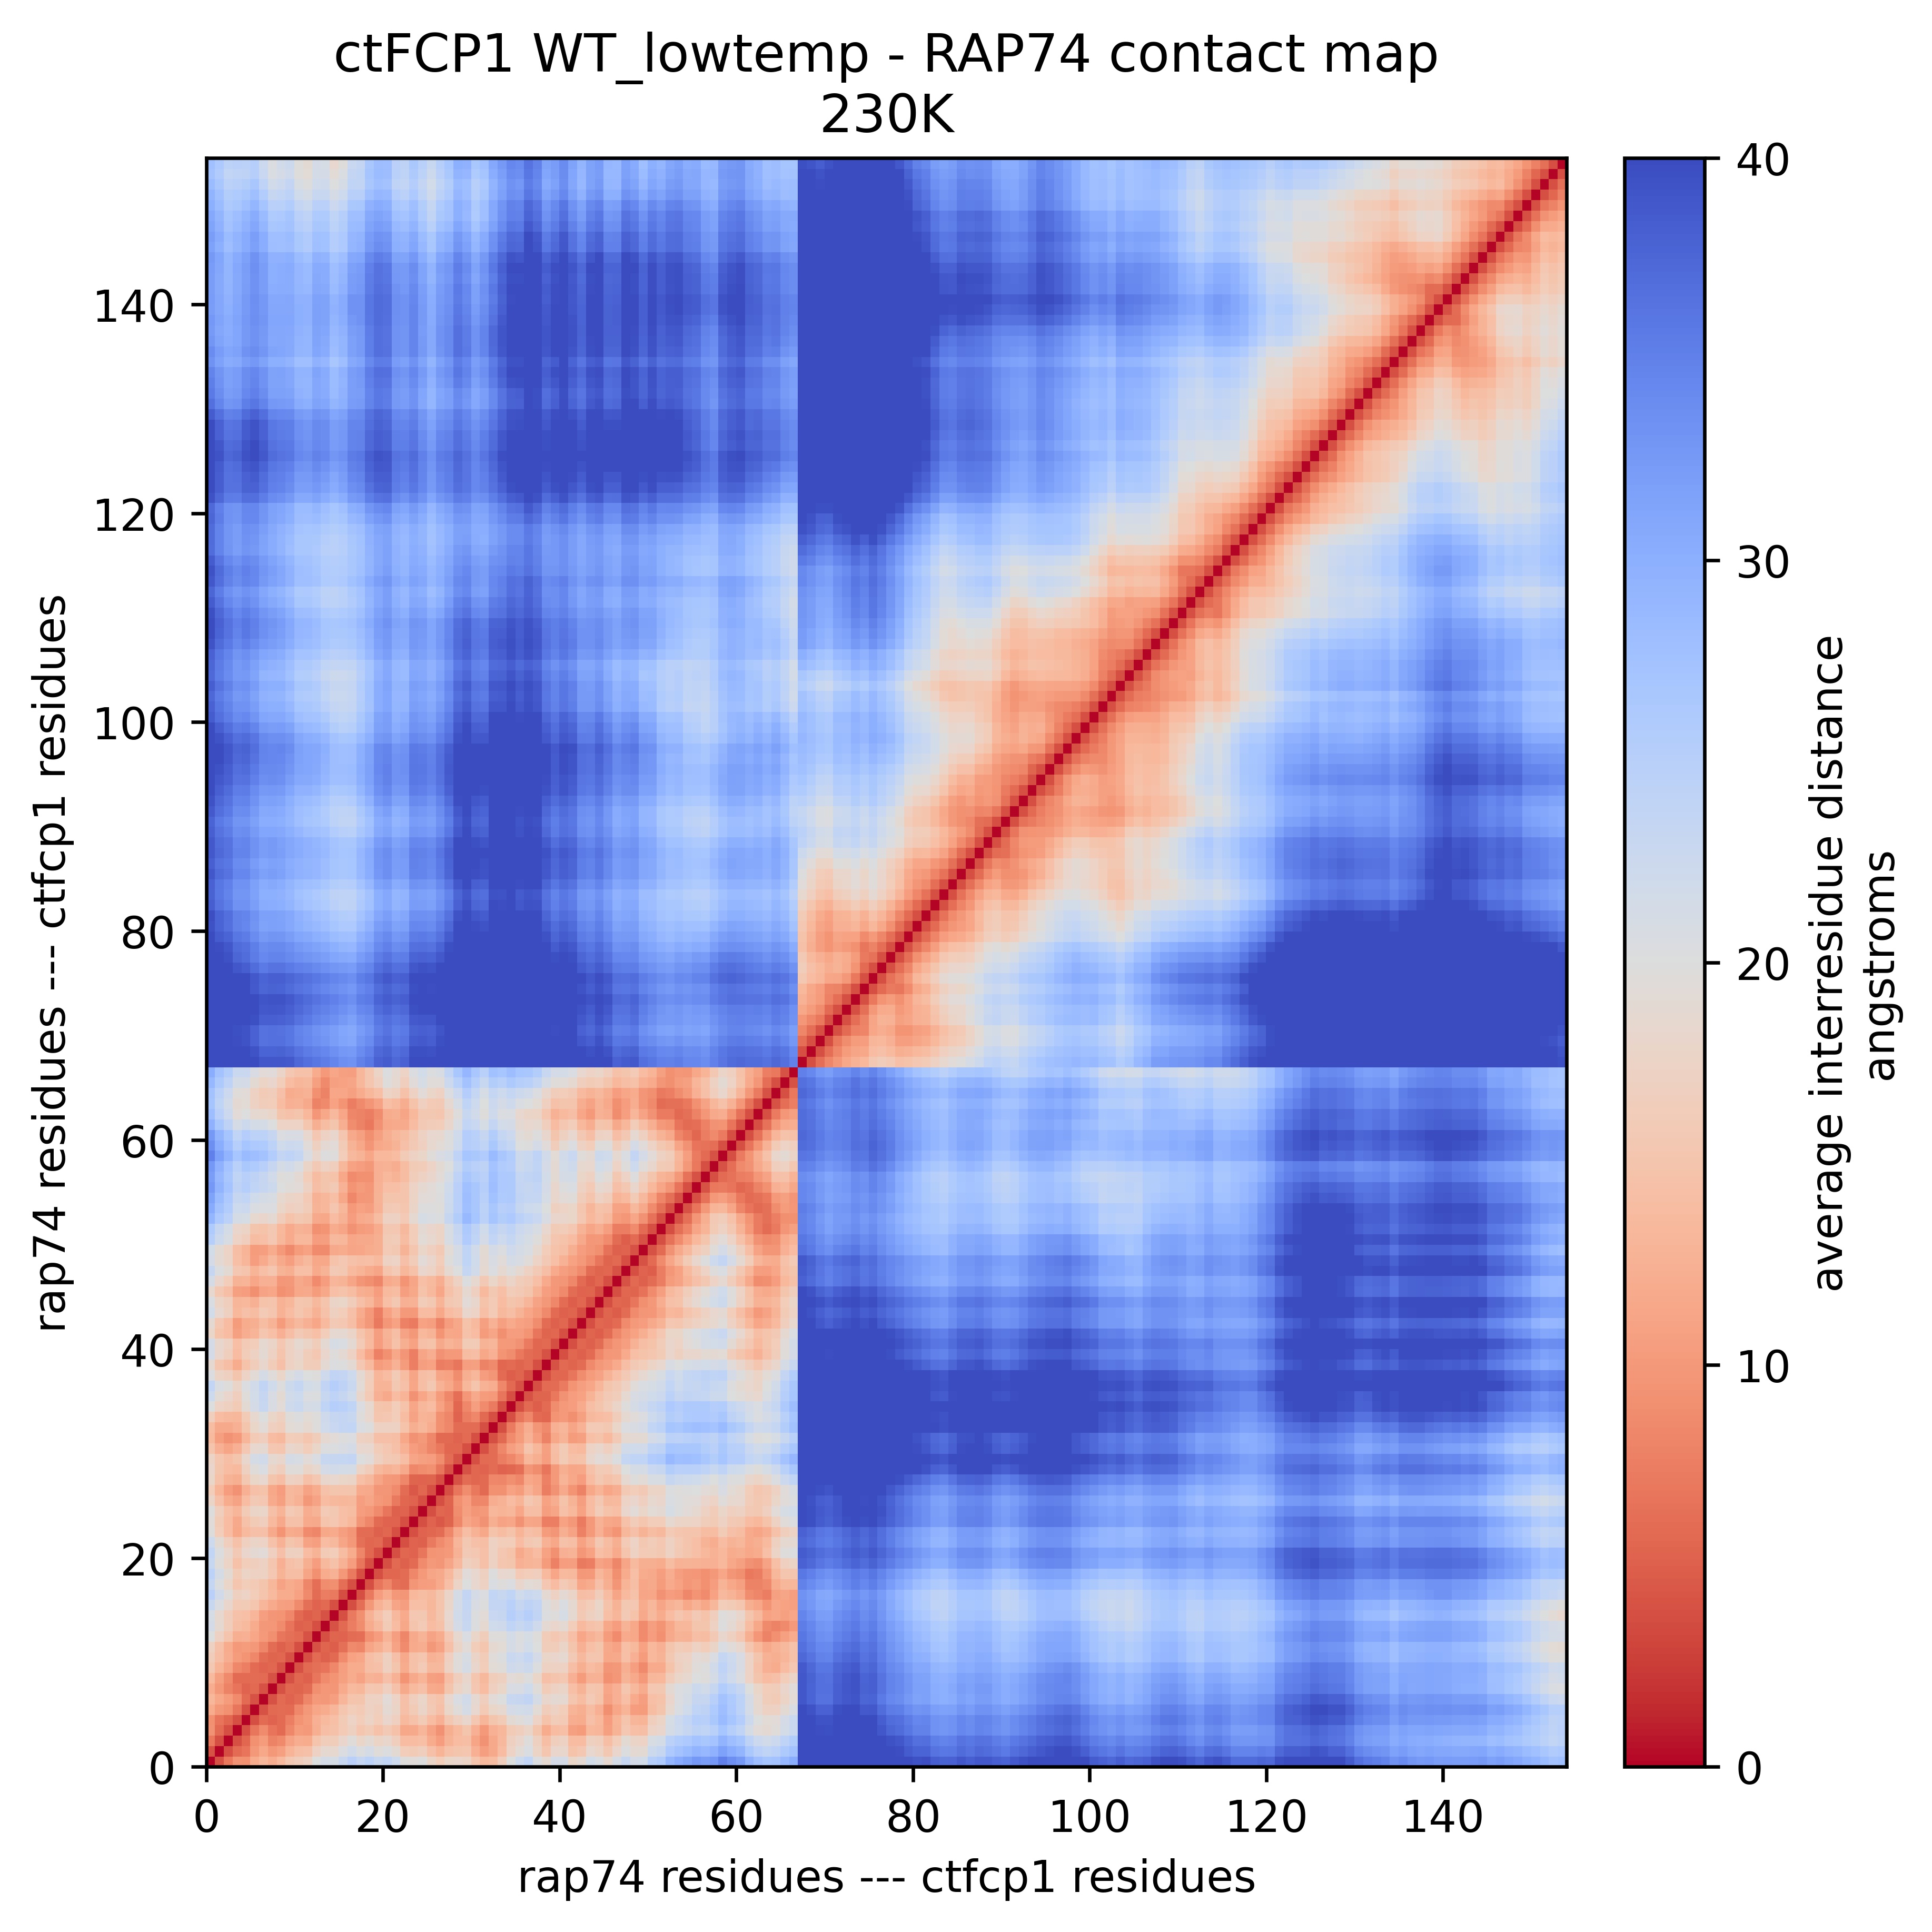 ctFCP1 WT_lowtemp - RAP74 contact map
230K
rap74 residues --- ctfcp1 residues
140
120
100
80
60
40
20
0
0 20 40 60 80 100 120 140
rap74 residues --- ctfcp1 residues
40
30
20
10
0
average interresidue distance
angstroms